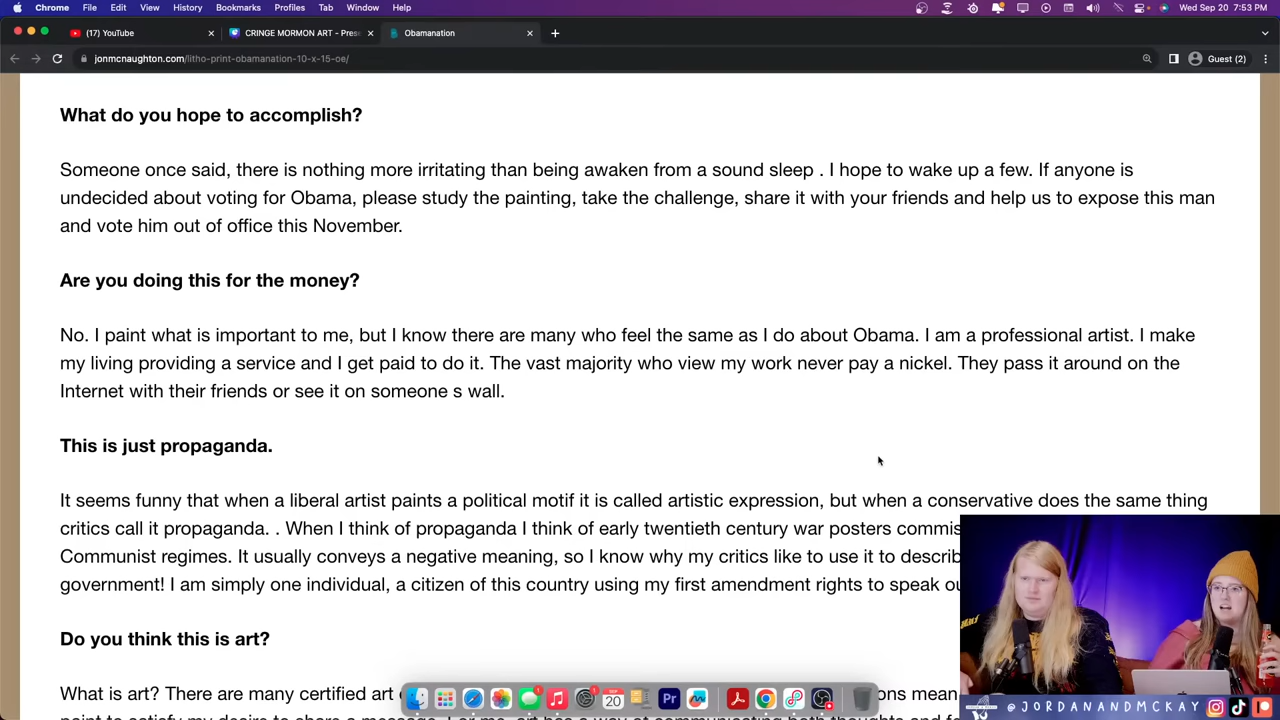 Chrome File Edit View History Bookmarks Profiles Tab Window Help Wed Sep 20 7:53 PM
(17) YouTube CRINGE MORMON ART - Pres Obamanation
jonmcnaughton.com/litho-print-obamanation-10-x-15-oe/ Guest (2)
What do you hope to accomplish?
Someone once said, there is nothing more irritating than being awaken from a sound sleep . I hope to wake up a few. If anyone is
undecided about voting for Obama, please study the painting, take the challenge, share it with your friends and help us to expose this man
and vote him out of office this November.
Are you doing this for the money?
No. I paint what is important to me, but I know there are many who feel the same as I do about Obama. I am a professional artist. I make
my living providing a service and I get paid to do it. The vast majority who view my work never pay a nickel. They pass it around on the
Internet with their friends or see it on someone s wall.
This is just propaganda.
It seems funny that when a liberal artist paints a political motif it is called artistic expression, but when a conservative does the same thing
critics call it propaganda. . When I think of propaganda I think of early twentieth century war posters commis
Communist regimes. It usually conveys a negative meaning, so I know why my critics like to use it to describ
government! I am simply one individual, a citizen of this country using my first amendment rights to speak ou
Do you think this is art?
What is art? There are many certified art
ons mean
SEP
20
Pr
@JORDANANDMCKAY